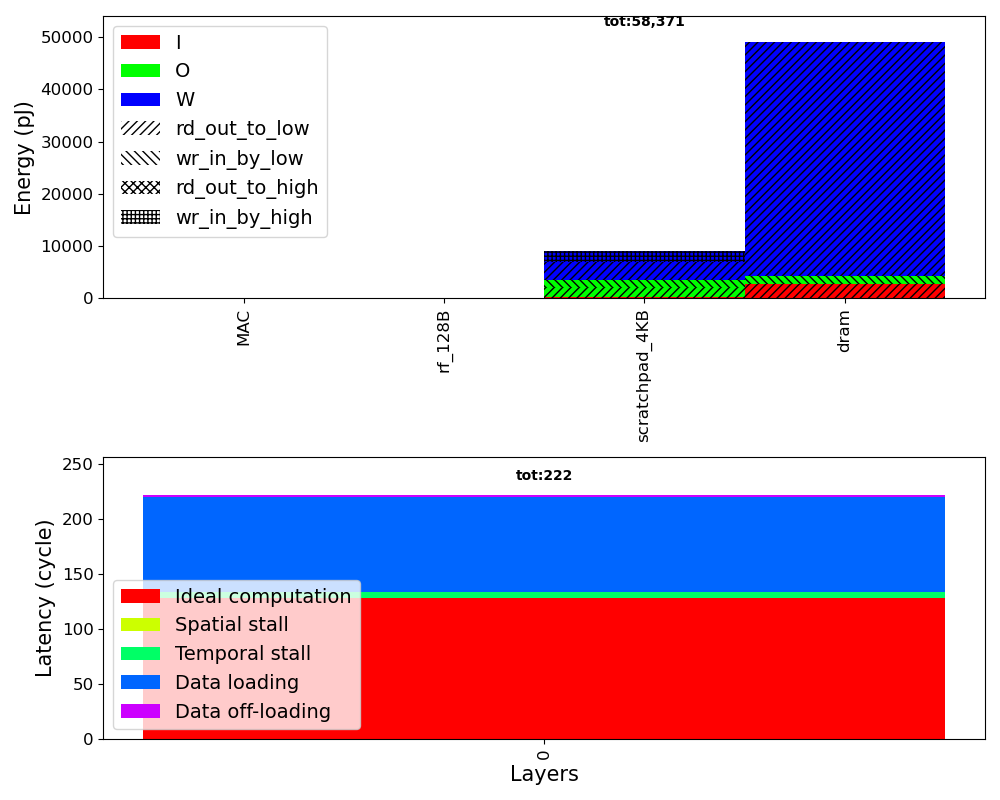 tot:58,371
Energy (pJ)
50000
40000
30000
20000
10000
0
I
O
W
rd_out_to_low
wr_in_by_low
rd_out_to_high
wr_in_by_high
MAC
rf_128B
scratchpad_4KB
dram
tot:222
Latency (cycle)
250
200
150
100
50
0
Ideal computation
Spatial stall
Temporal stall
Data loading
Data off-loading
0
Layers